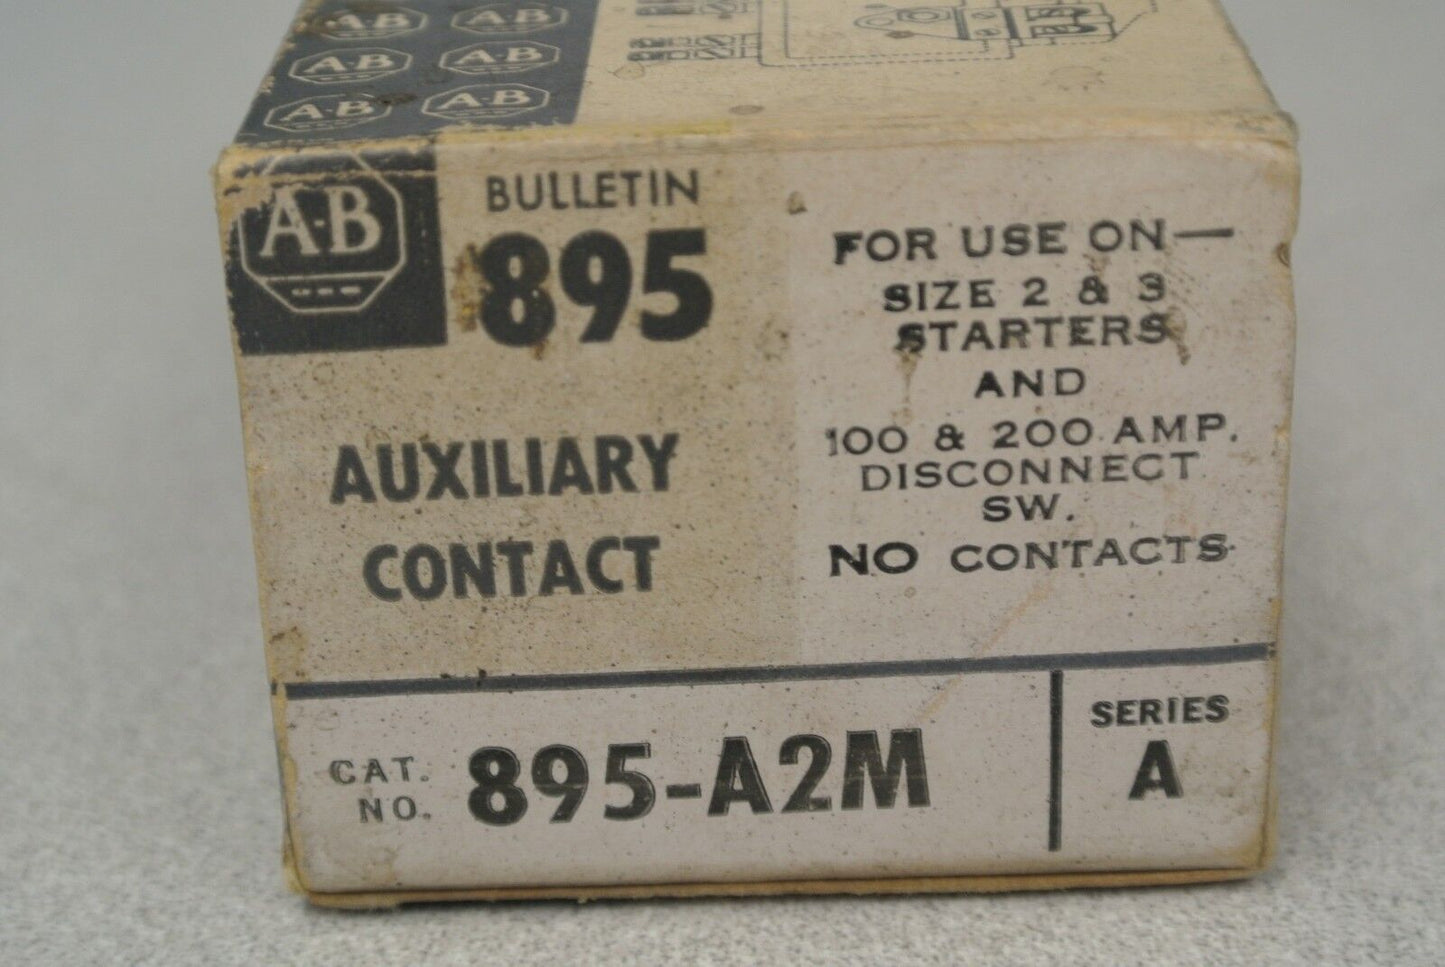 A-B A-B
A-B A-B
A-B A-B
A-B
BULLETIN
895
AUXILIARY
CONTACT
FOR USE ON—
SIZE 2 & 3
STARTERS
AND
100 & 200 AMP.
DISCONNECT
SW.
NO CONTACTS
CAT.
NO.
895-A2M
SERIES
A